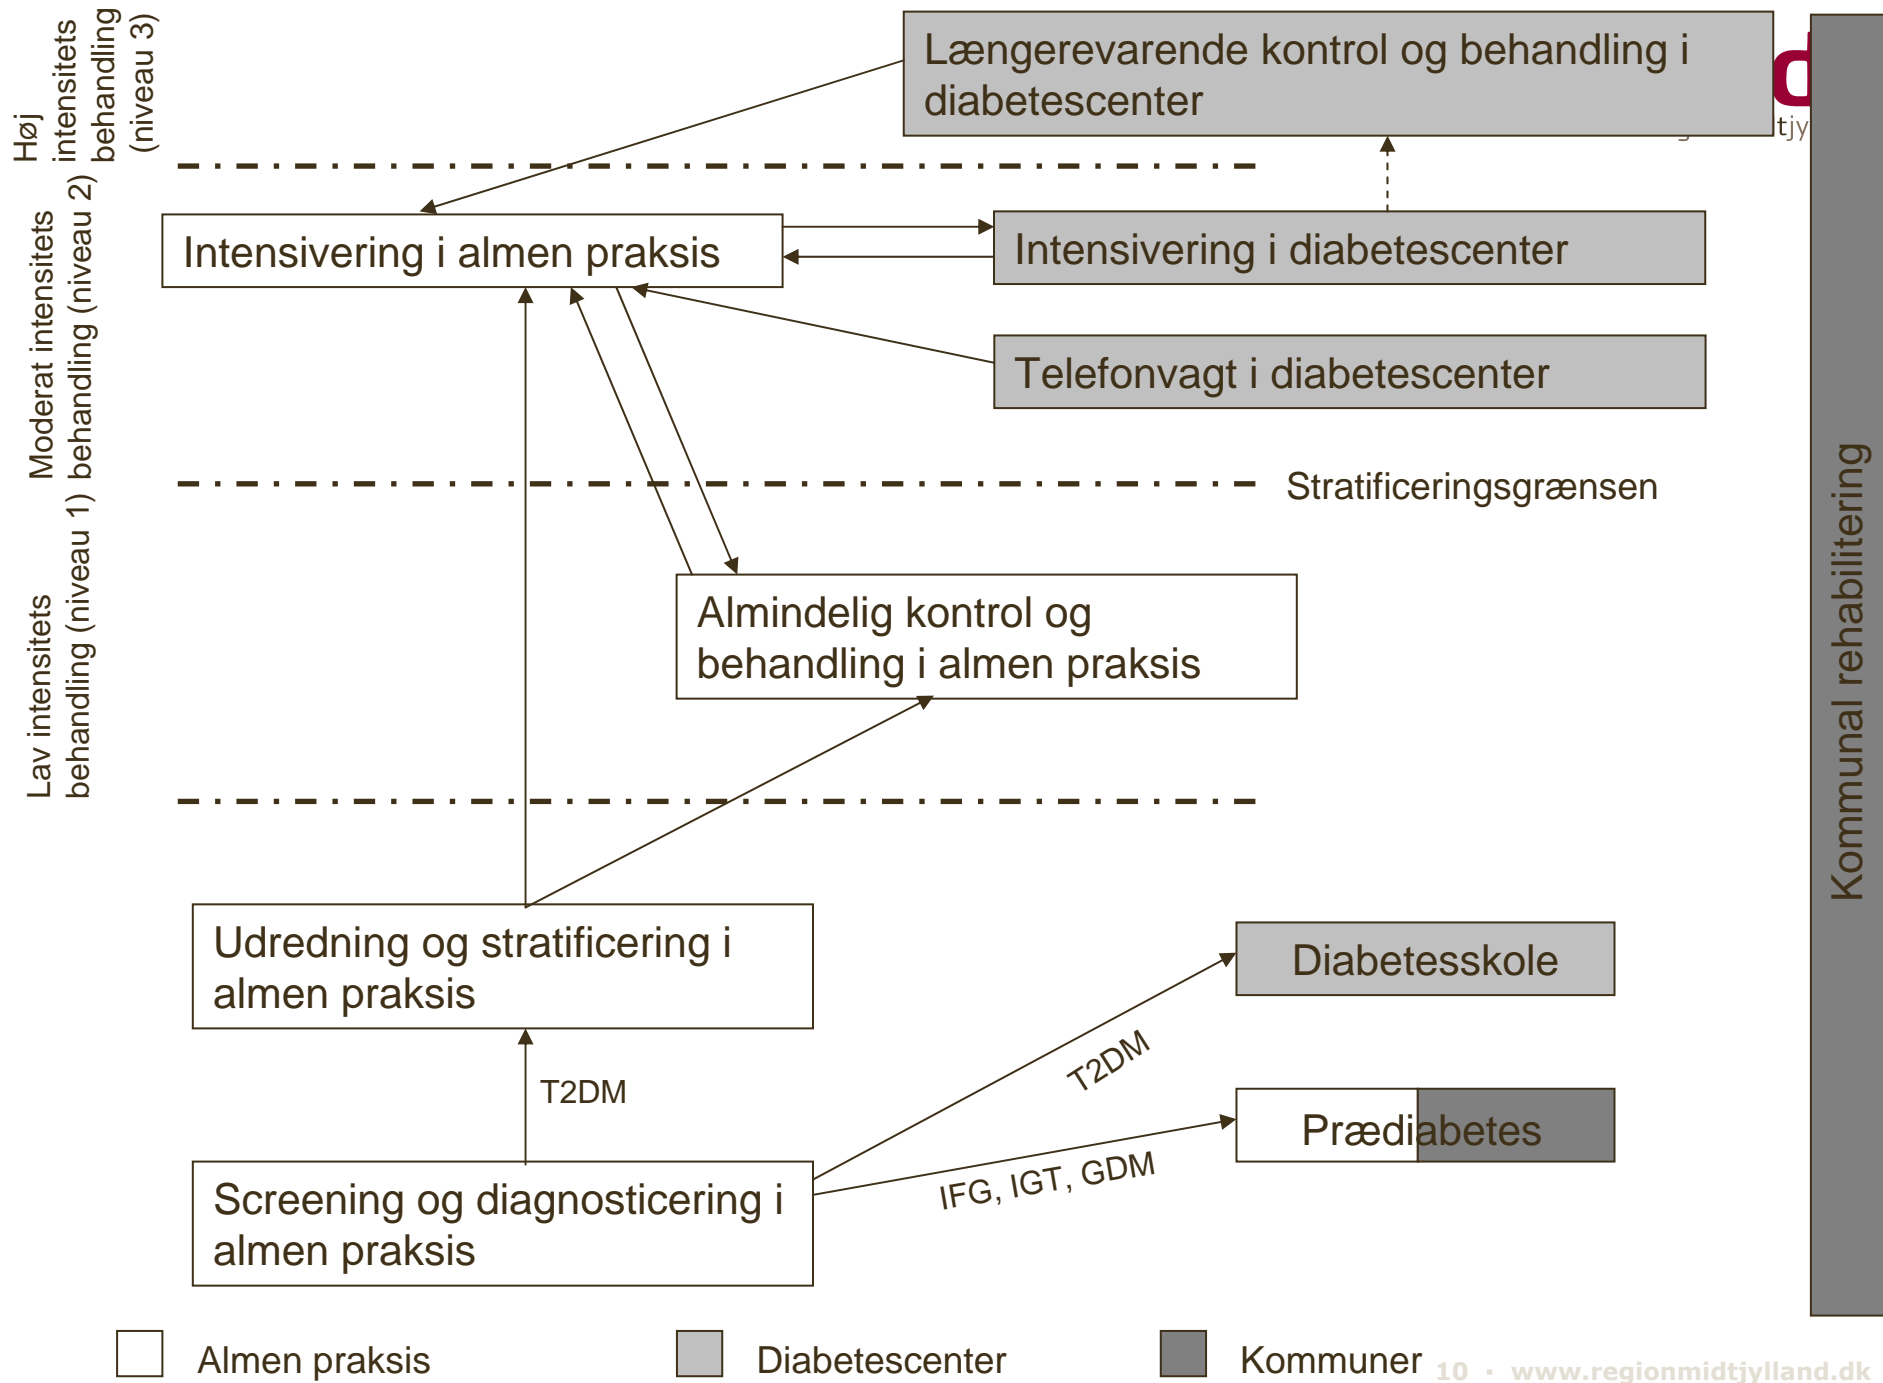 Høj
intensitets
behandling
(niveau 3)
Længerevarende kontrol og behandling i
diabetescenter
d
tjy
Moderat intensitets
behandling (niveau 2)
Intensivering i almen praksis
Intensivering i diabetescenter
Telefonvagt i diabetescenter
Stratificeringsgrænsen
Kommunal rehabilitering
Lav intensitets
behandling (niveau 1)
Almindelig kontrol og
behandling i almen praksis
Udredning og stratificering i
almen praksis
Diabetesskole
T2DM
T2DM
Prædiabetes
IFG, IGT, GDM
Screening og diagnosticering i
almen praksis
Almen praksis
Diabetescenter
Kommuner
10 ▪ www.regionmidtjylland.dk